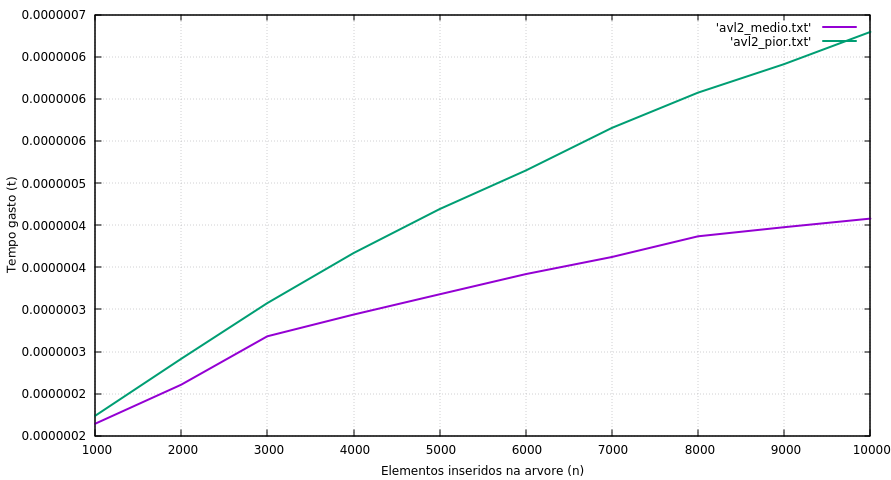 0.0000007
0.0000006
0.0000006
0.0000006
0.0000005
0.0000004
0.0000004
0.0000003
0.0000003
0.0000002
0.0000002
Tempo gasto (t)
'avl2_medio.txt'
'avl2_pior.txt'
1000 2000 3000 4000 5000 6000 7000 8000 9000 10000
Elementos inseridos na arvore (n)